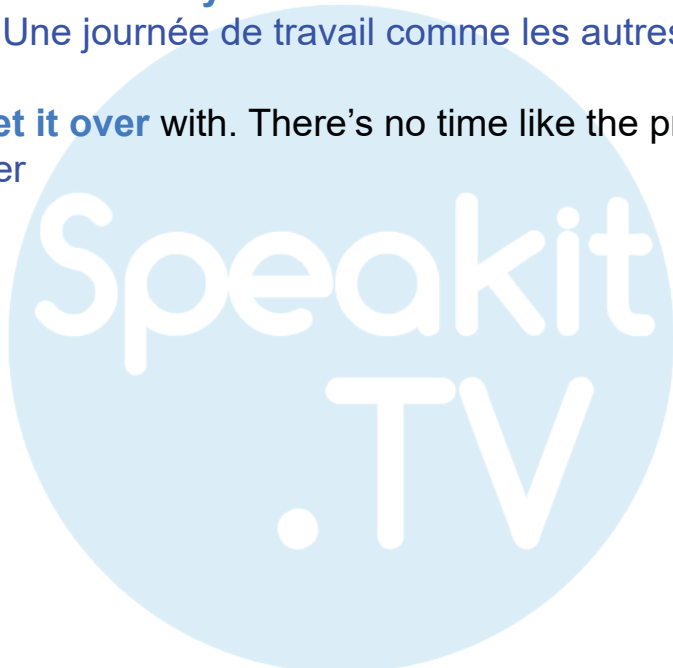 Une journée de travail comme les autres
et it over with. There's no time like the
er
Speakit
.TV